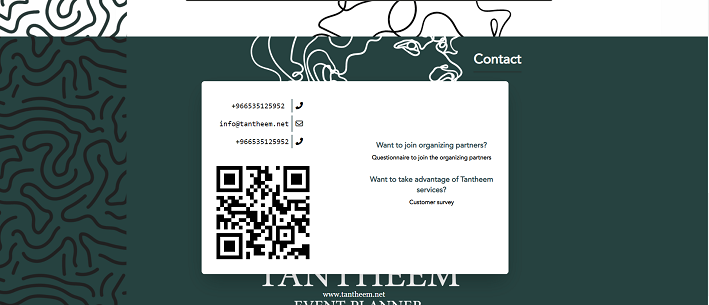 Contact
+966535125952
info@tantheem.net
+966535125952
Want to join organizing partners?
Questionnaire to join the organizing partners
Want to take advantage of Tantheem
services?
Customer survey
TANTHEEM
www.tantheem.net
EVENT PLANNER